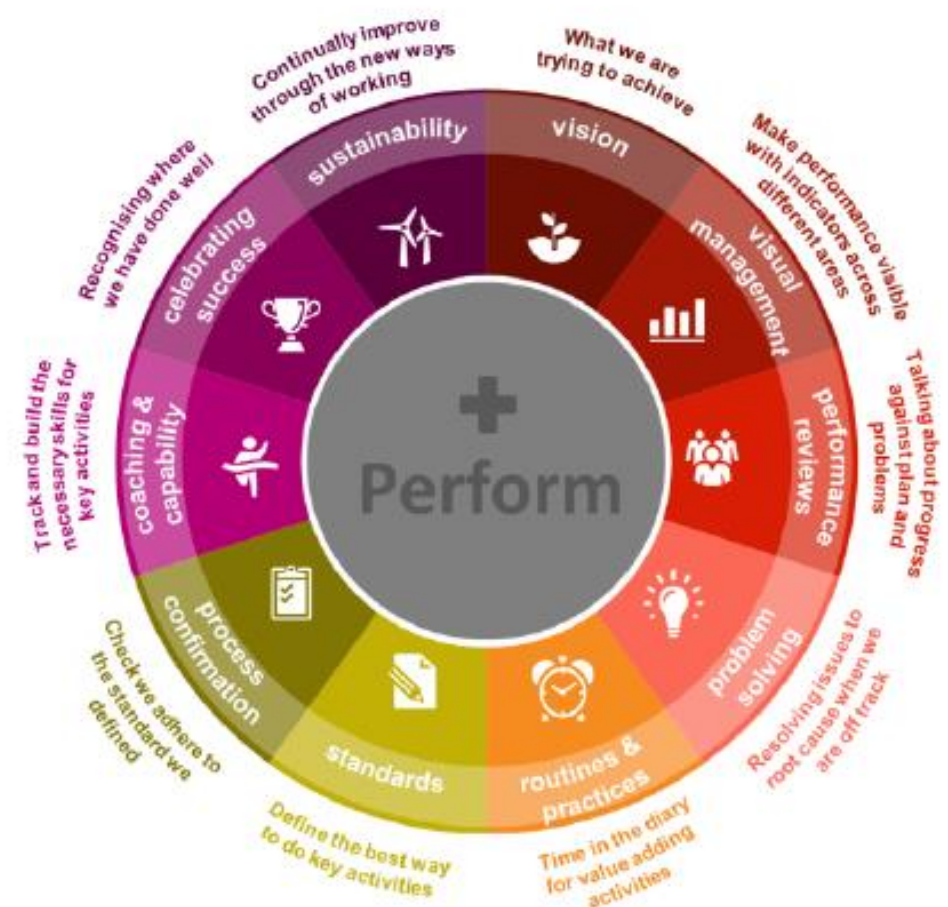 +
Perform
vision
What we are
trying to achieve
visual
management
Make performance visible
with indicators across
different areas
performance
reviews
Talking about progress
against plan and
problems
problem
solving
Resolving issues to
root cause when we
are off track
routines &
practices
Time in the diary
for value adding
activities
standards
Define the best way
to do key activities
process
confirmation
Check we adhere to
the standard we
defined
coaching &
capability
Track and build the
necessary skills for
key activities
celebrating
success
Recognising where
we have done well
sustainability
Continually improve
through the new ways
of working